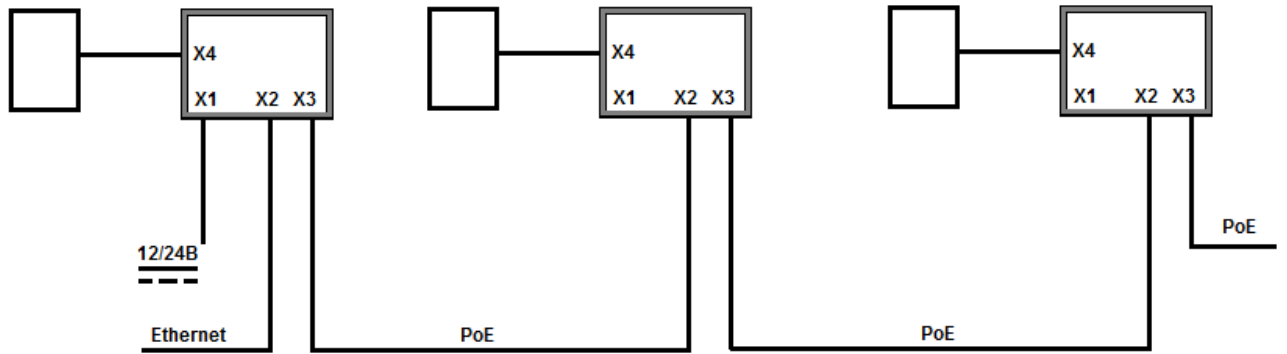 X4
X1 X2 X3
X4
X1 X2 X3
X4
X1 X2 X3
12/24В
PoE
Ethernet
PoE
PoE